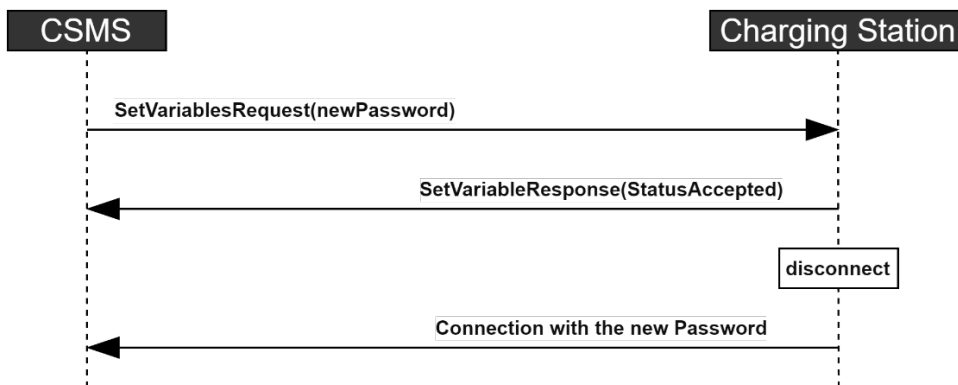 CSMS
Charging Station
SetVariablesRequest(newPassword)
SetVariableResponse(StatusAccepted)
disconnect
Connection with the new Password